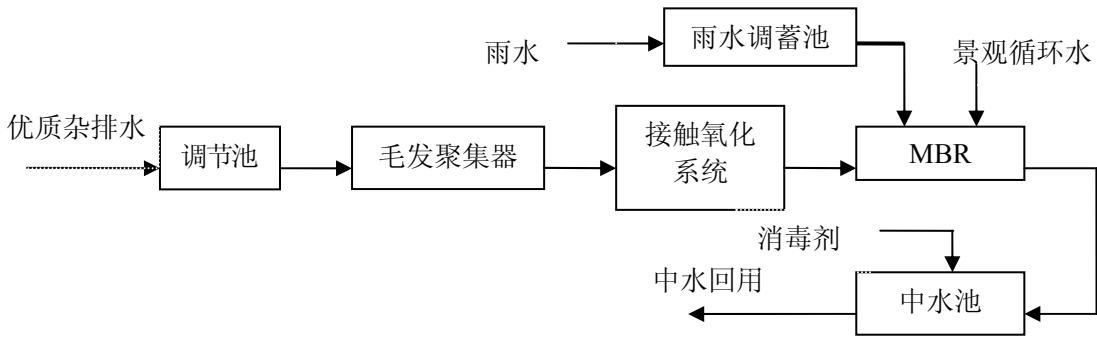 雨水
雨水调蓄池
景观循环水
优质杂排水
调节池
毛发聚集器
接触氧化
系统
MBR
消毒剂
中水回用
中水池